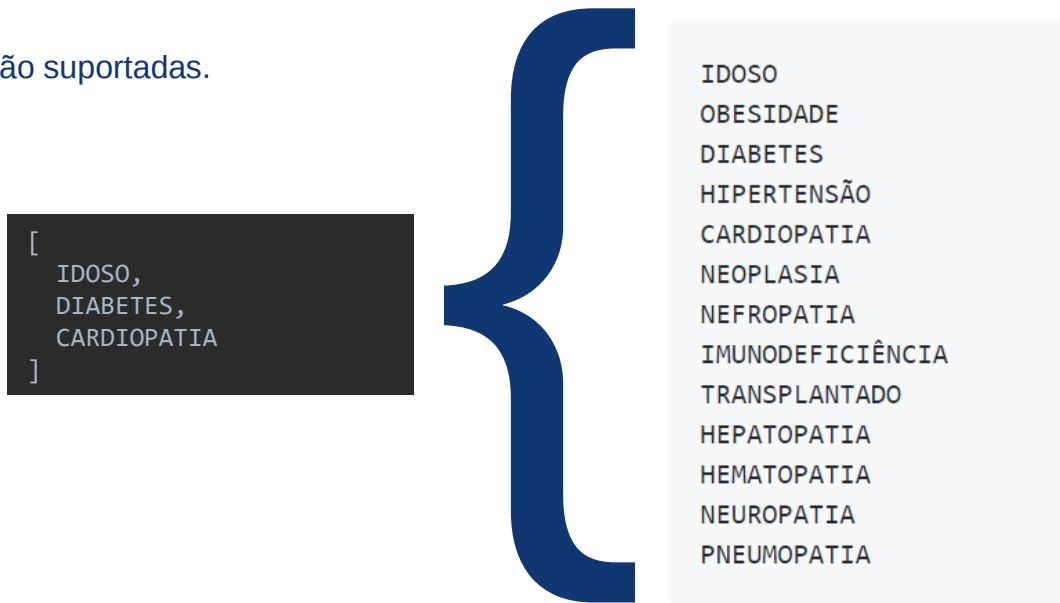 ão suportadas.
[
IDOSO,
DIABETES,
CARDIOPATIA
]
IDOSO
OBESIDADE
DIABETES
HIPERTENSÃO
CARDIOPATIA
NEOPLASIA
NEFROPATIA
IMUNODEFICIÊNCIA
TRANSPLANTADO
HEPATOPATIA
HEMATOPATIA
NEUROPATIA
PNEUMOPATIA